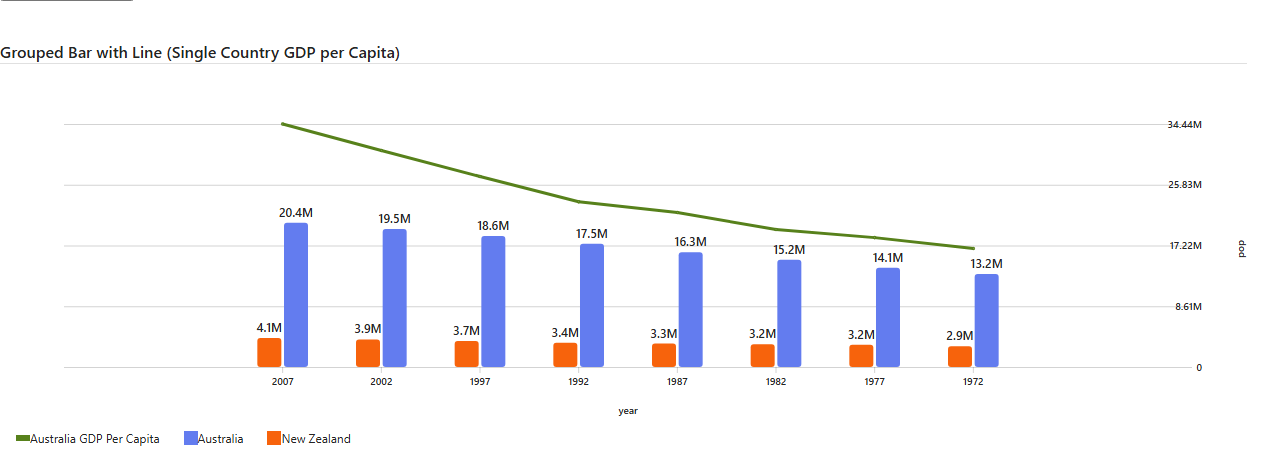 Grouped Bar with Line (Single Country GDP per Capita)
34.44M
25.83M
17.22M
8.61M
0
pop
20.4M
19.5M
18.6M
17.5M
16.3M
15.2M
14.1M
13.2M
4.1M
3.9M
3.7M
3.4M
3.3M
3.2M
3.2M
2.9M
2007 2002 1997 1992 1987 1982 1977 1972
year
Australia GDP Per Capita Australia New Zealand